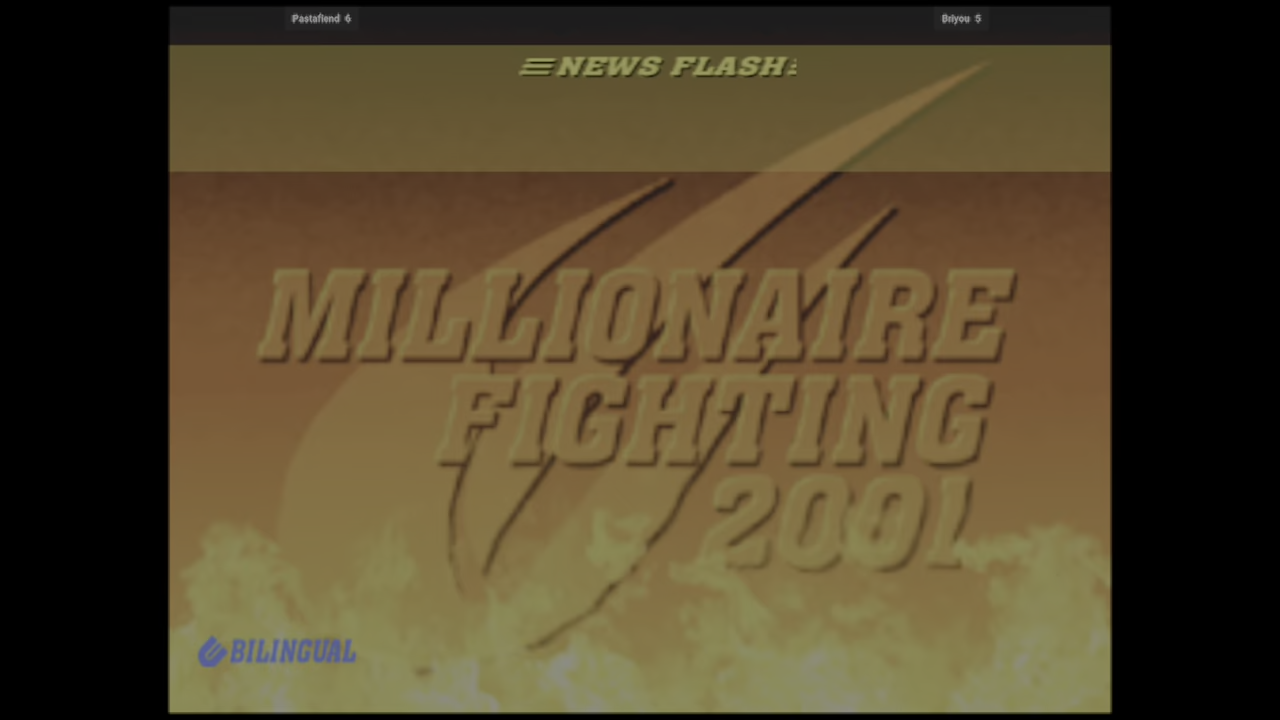 Pastafiend 6
Briyou 5
NEWS FLASH!
MILLIONAIRE
FIGHTING
2001
BILINGUAL